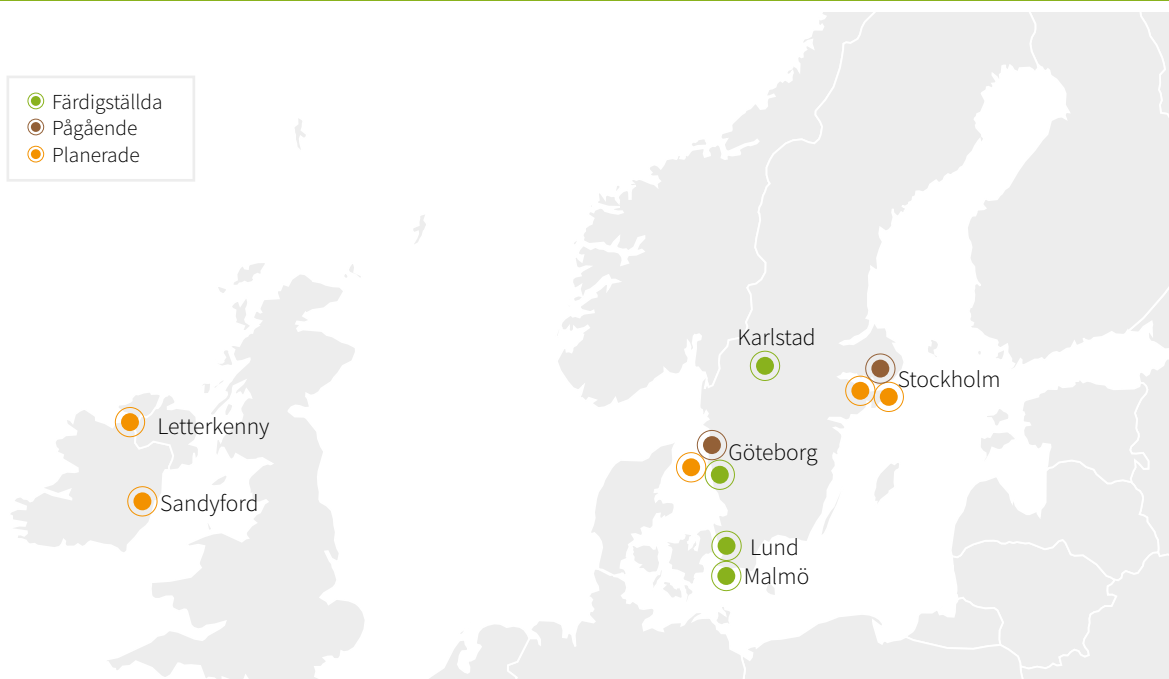 Färdigställda
Pågående
Planerade
Karlstad
Stockholm
Letterkenny
Göteborg
Sandyford
Lund
Malmö